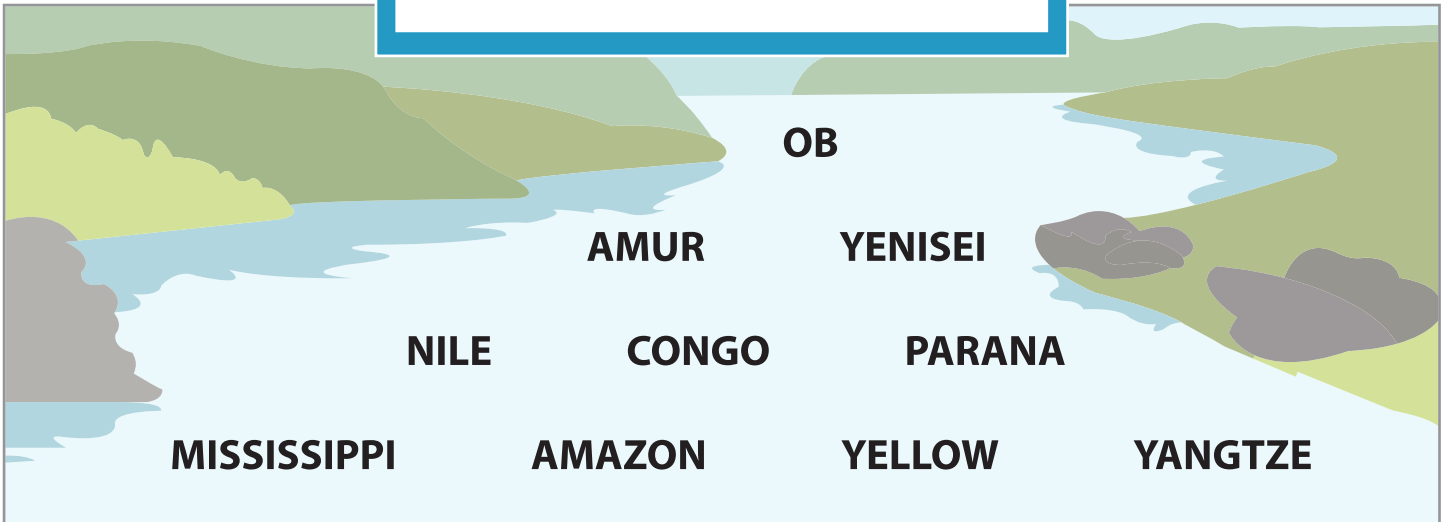 OB
AMUR YENISEI
NILE CONGO PARANA
MISSISSIPPI AMAZON YELLOW YANGTZE